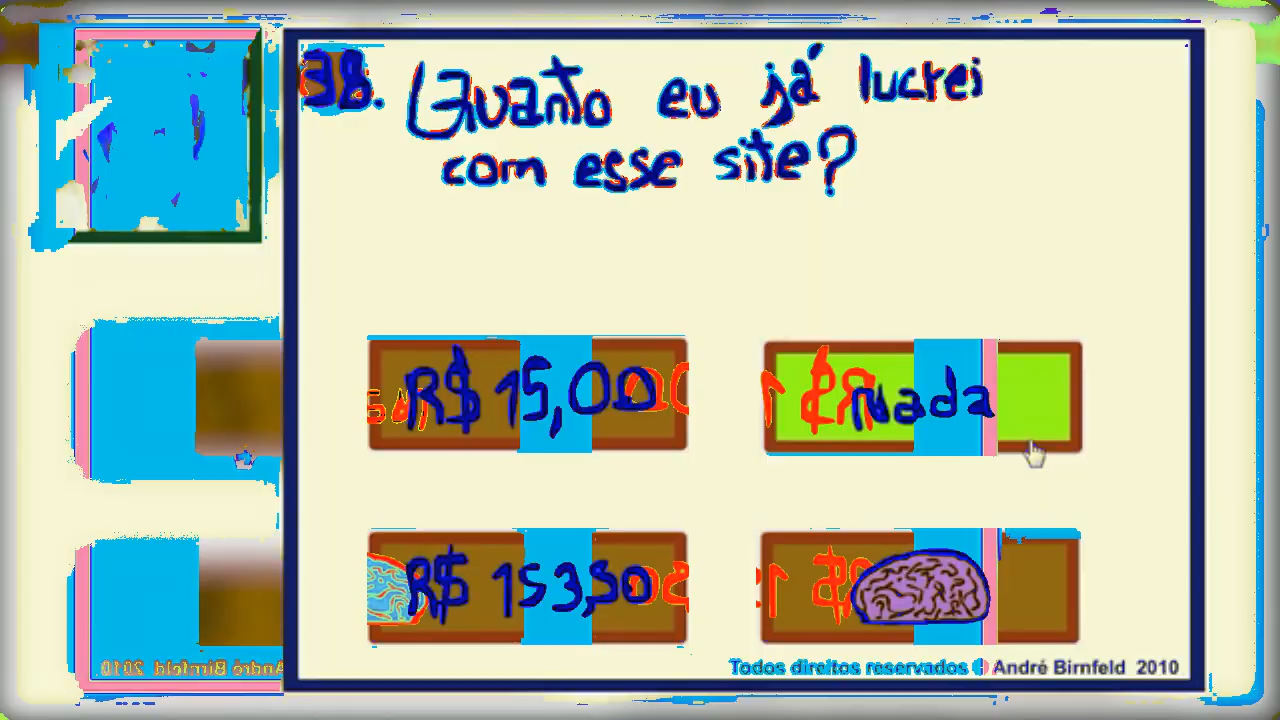 38. Quanto eu já lucrei
com esse site?
R$ 15,00
nada
R$ 153,50
Todos direitos reservados © André Birnfeld 2010